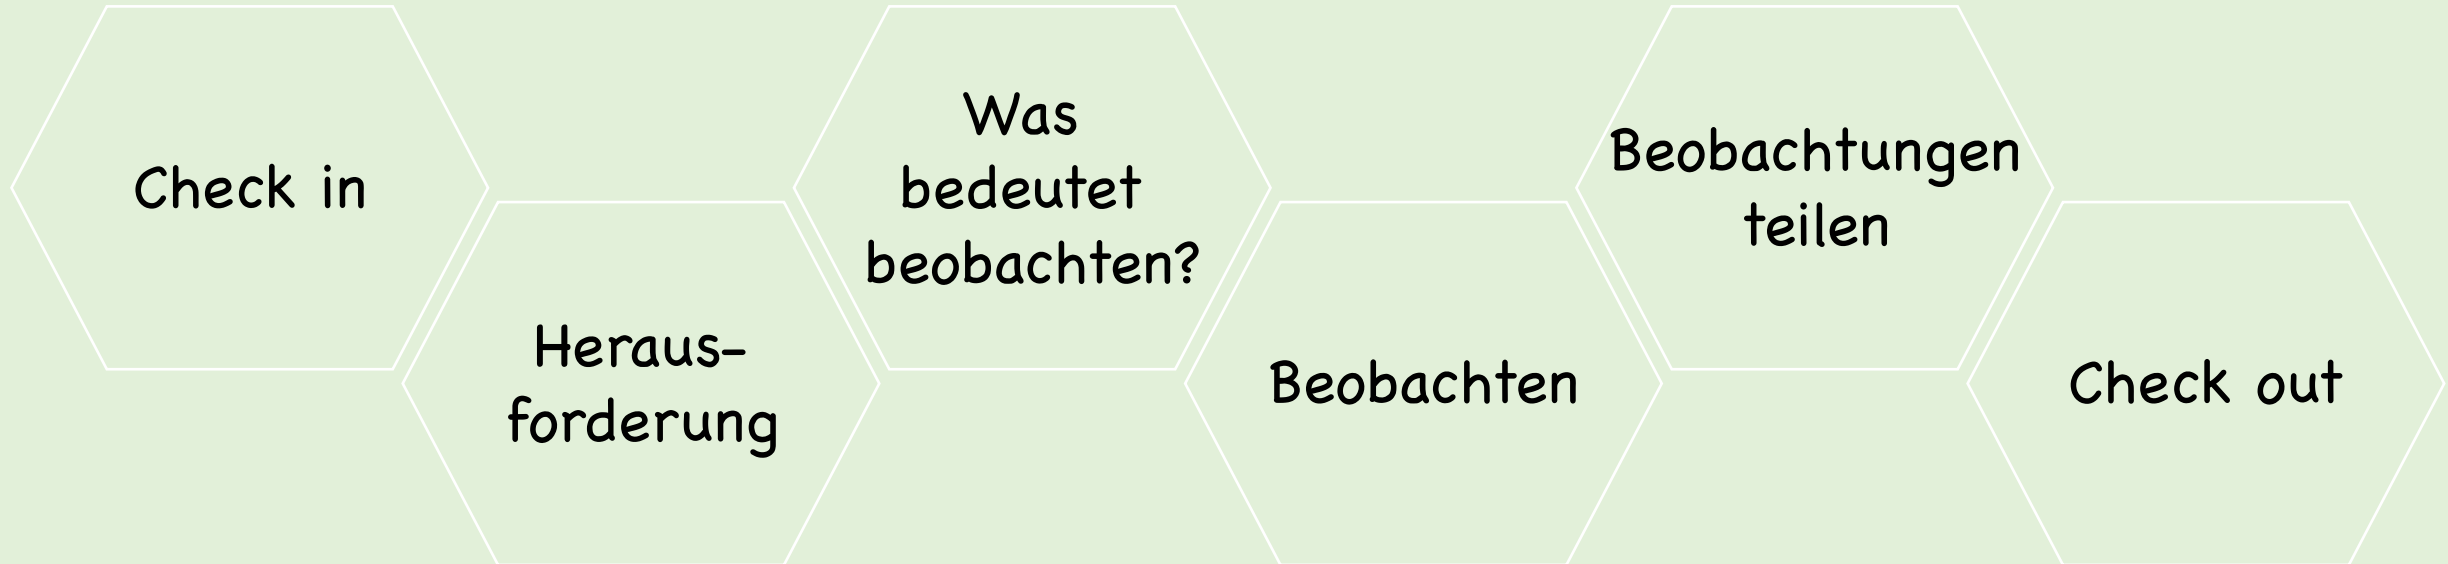 Check in
Heraus-
forderung
Was
bedeutet
beobachten?
Beobachten
Beobachtungen
teilen
Check out